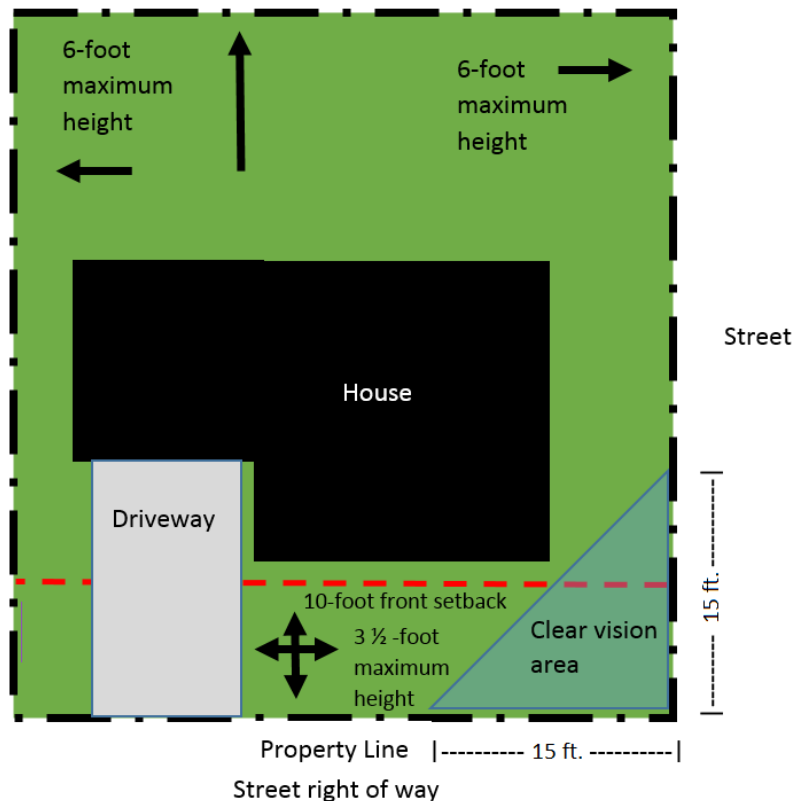 6-foot
maximum
height
6-foot
maximum
height
Street
House
Driveway
10-foot front setback
3 ½ -foot
maximum
height
Clear vision
area
15 ft.
Property Line
15 ft.
Street right of way